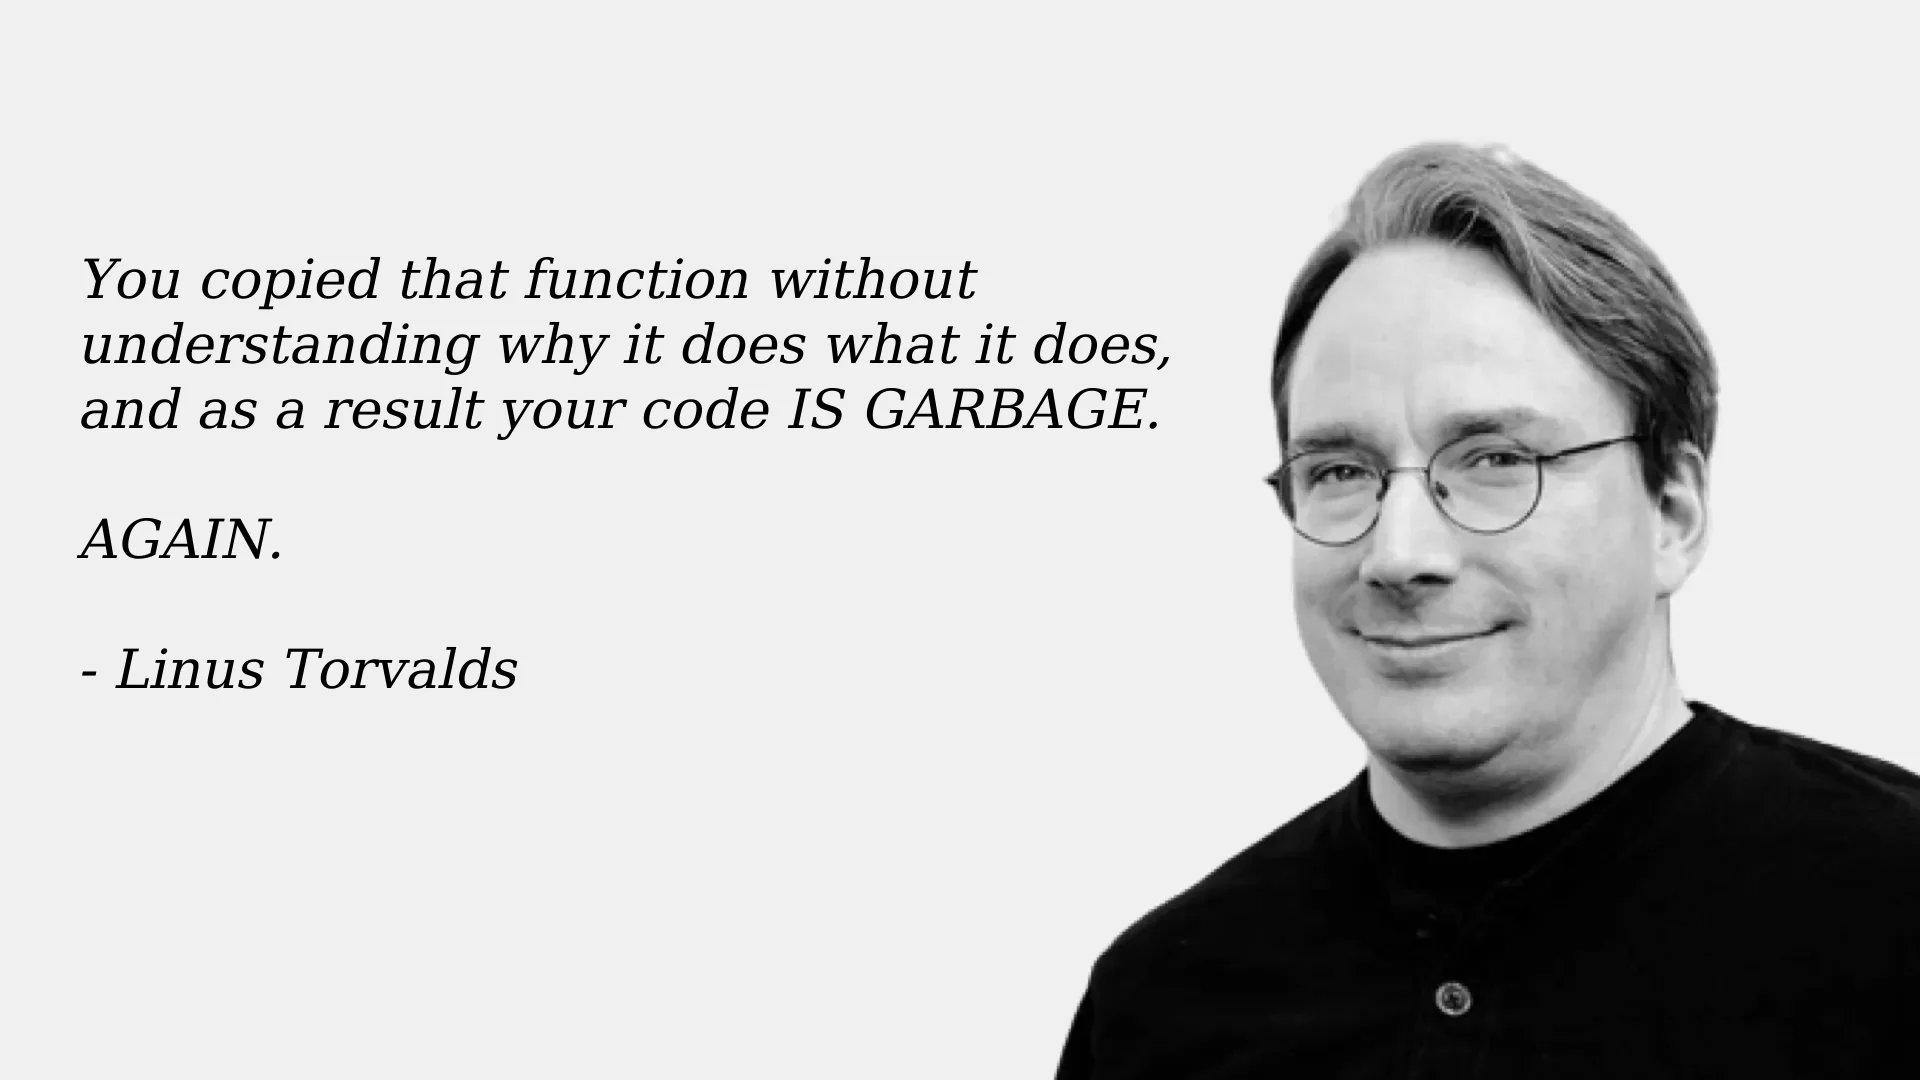 You copied that function without
understanding why it does what it does,
and as a result your code IS GARBAGE.
AGAIN.
- Linus Torvalds